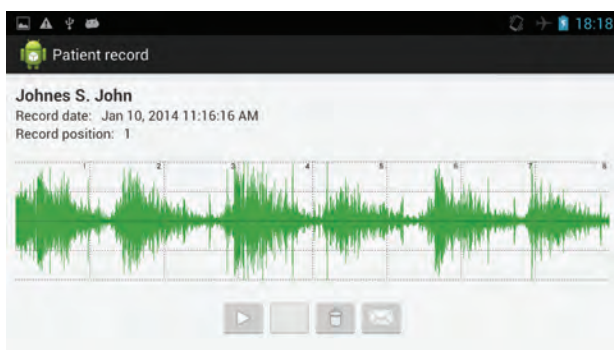 18:18
Patient record
Johnes S. John
Record date: Jan 10, 2014 11:16:16 AM
Record position: 1
1 2 3 4 5 6 7 8